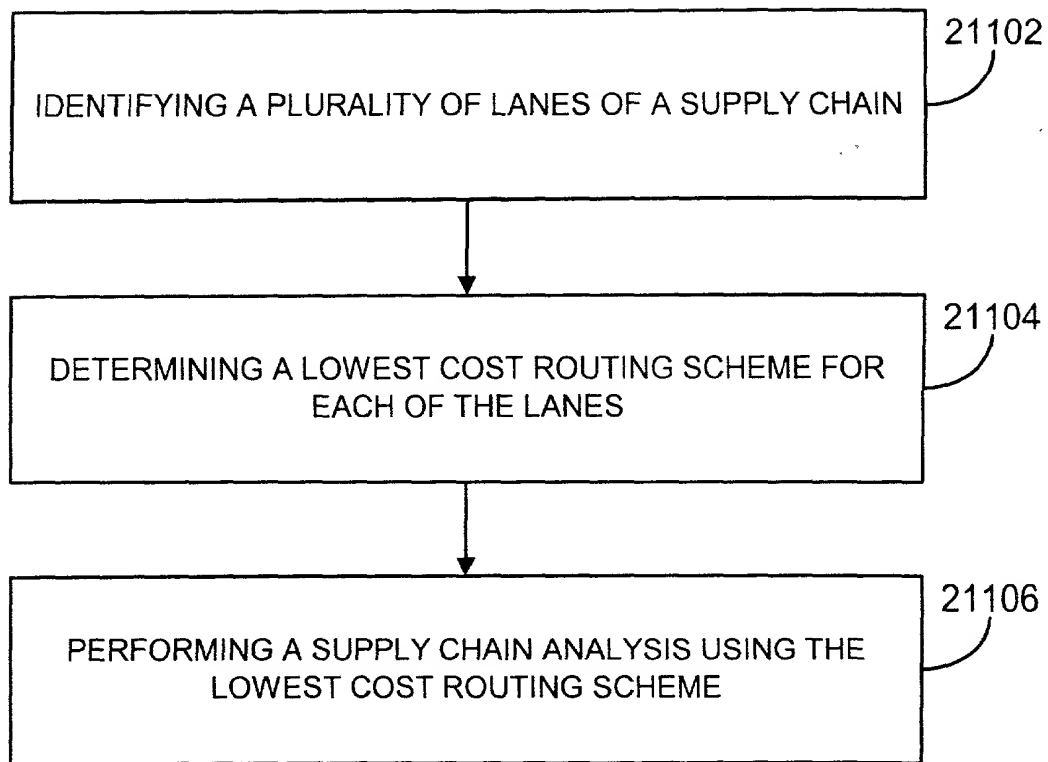 21102
IDENTIFYING A PLURALITY OF LANES OF A SUPPLY CHAIN
21104
DETERMINING A LOWEST COST ROUTING SCHEME FOR
EACH OF THE LANES
21106
PERFORMING A SUPPLY CHAIN ANALYSIS USING THE
LOWEST COST ROUTING SCHEME